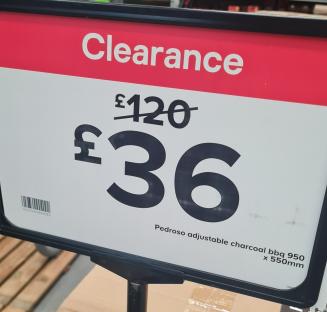 Clearance
£120
£36
Pedroso adjustable charcoal bbq 950
x 550mm